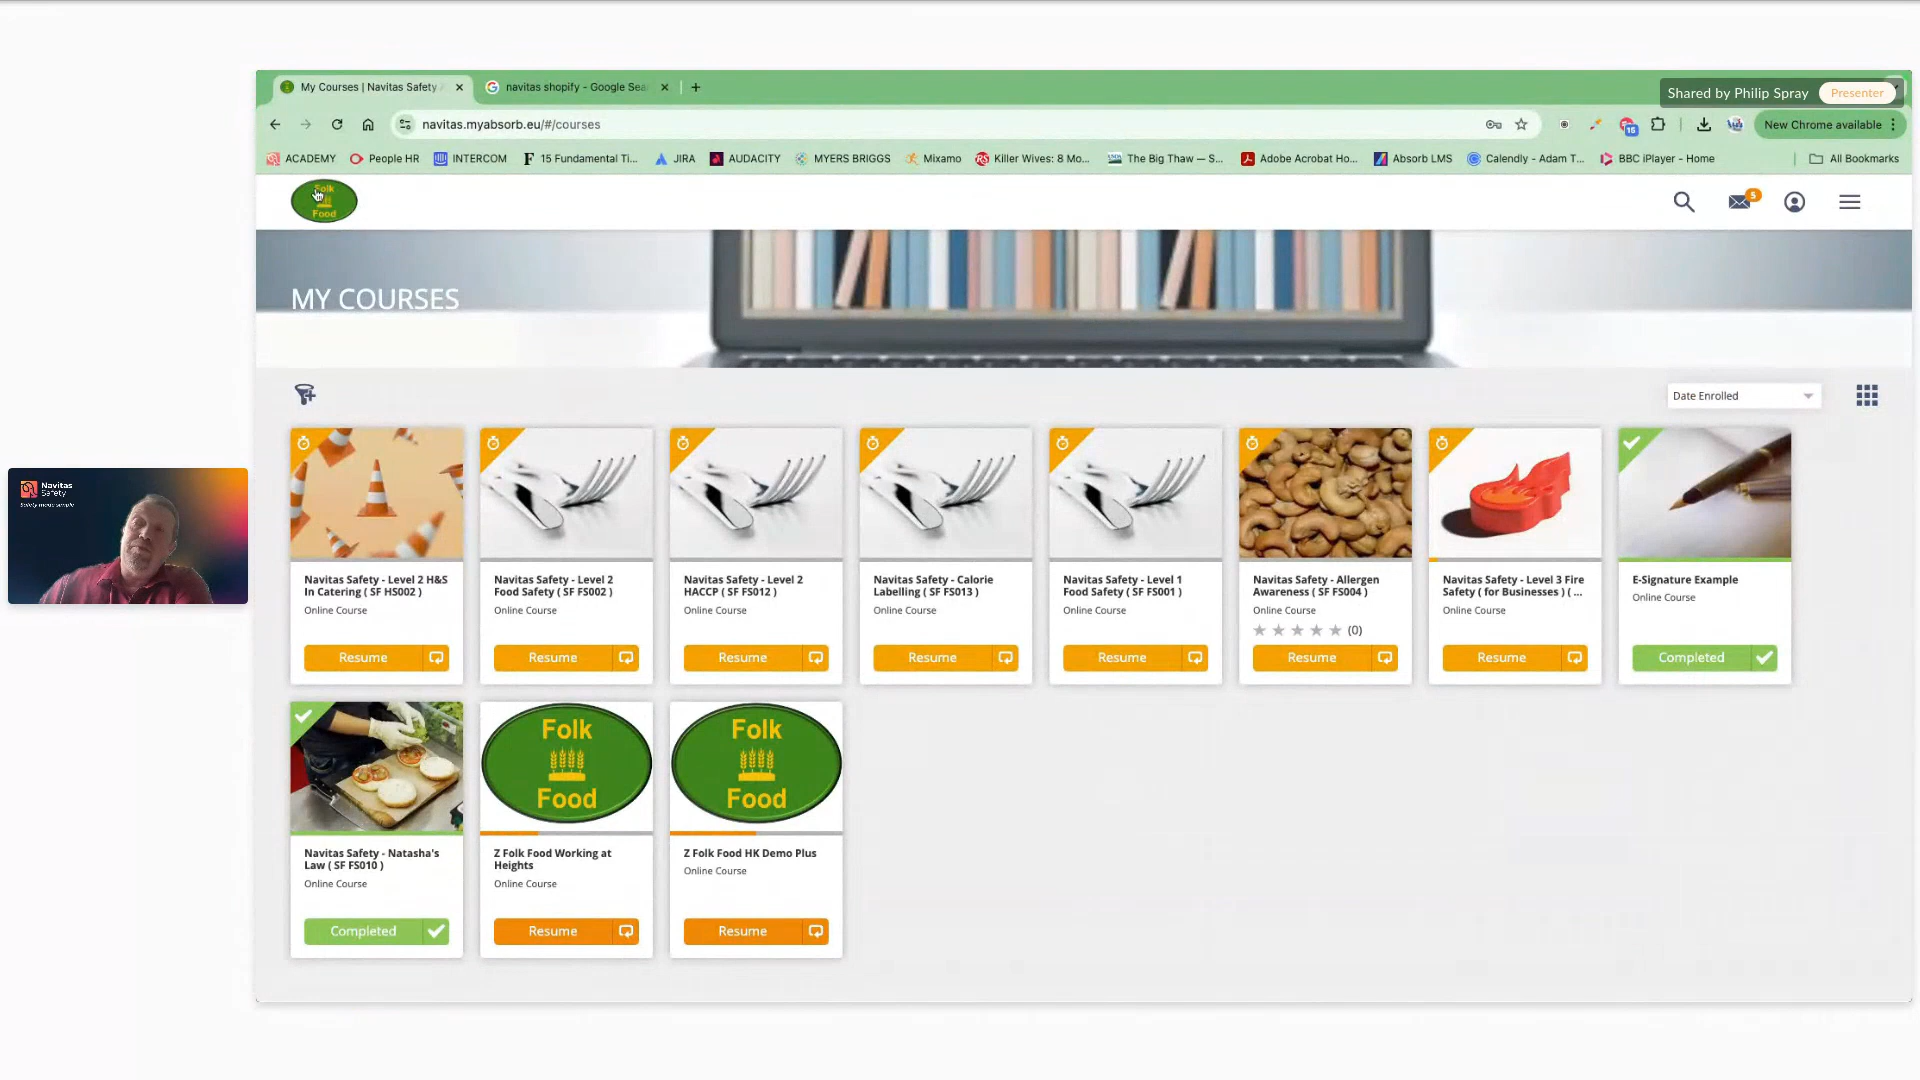 My Courses | Navitas Safety
navitas shopify - Google Sea
Shared by Philip Spray
Presenter
navitas.myabsorb.eu/#/courses
15
New Chrome available
ACADEMY
People HR
INTERCOM
15 Fundamental Ti...
JIRA
AUDACITY
MYERS BRIGGS
Mixamo
Killer Wives: 8 Mo...
The Big Thaw — S...
Adobe Acrobat Ho...
Absorb LMS
Calendly - Adam T...
BBC iPlayer - Home
All Bookmarks
Folk
Food
5
MY COURSES
Date Enrolled
Navitas
Safety
Safety made simple
Navitas Safety - Level 2 H&S
In Catering ( SF HS002 )
Online Course
Resume
Navitas Safety - Level 2
Food Safety ( SF FS002 )
Online Course
Resume
Navitas Safety - Level 2
HACCP ( SF FS012 )
Online Course
Resume
Navitas Safety - Calorie
Labelling ( SF FS013 )
Online Course
Resume
Navitas Safety - Level 1
Food Safety ( SF FS001 )
Online Course
Resume
Navitas Safety - Allergen
Awareness ( SF FS004 )
Online Course
(0)
Resume
Navitas Safety - Level 3 Fire
Safety ( for Businesses ) ( ...
Online Course
Resume
E-Signature Example
Online Course
Completed
Navitas Safety - Natasha's
Law ( SF FS010 )
Online Course
Completed
Folk
Food
Z Folk Food Working at
Heights
Online Course
Resume
Folk
Food
Z Folk Food HK Demo Plus
Online Course
Resume